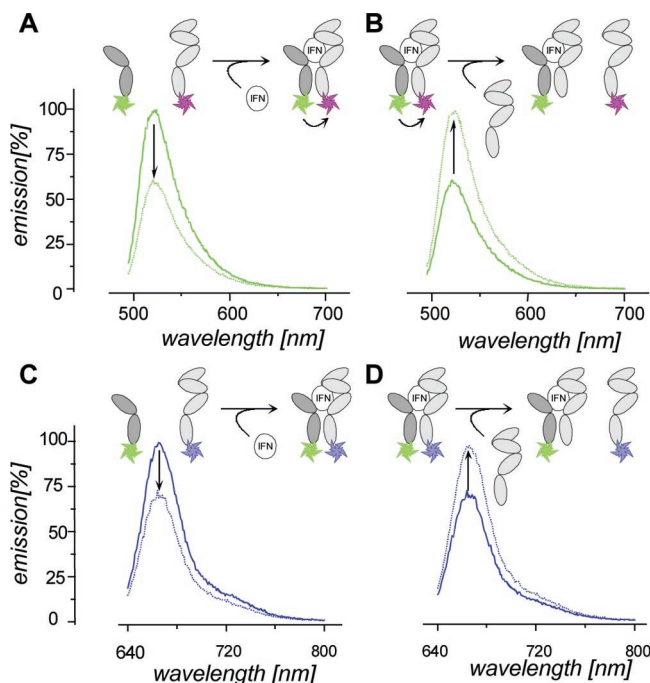 A
B
IFN
IFN
IFN
IFN
100
75
50
25
0
emission[%]
500 600 700
500 600 700
wavelength [nm]
wavelength [nm]
C
D
IFN
IFN
IFN
IFN
100
75
50
25
0
emission[%]
640 720 800
640 720 800
wavelength [nm]
wavelength [nm]